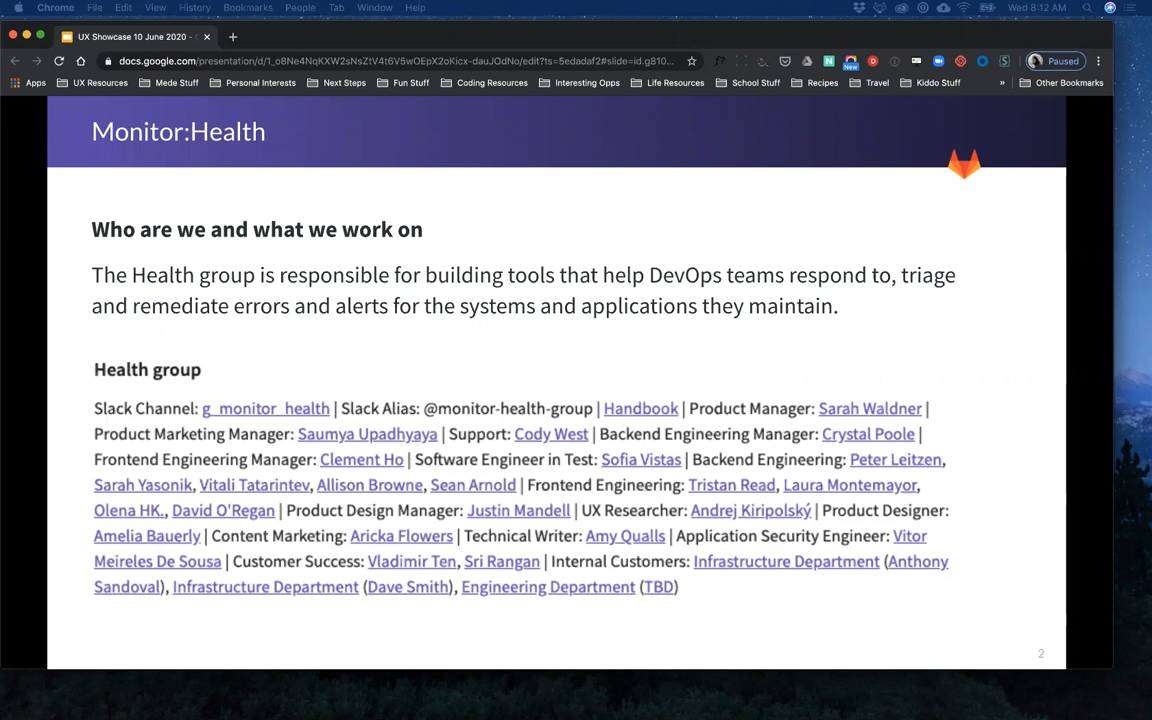 Chrome File Edit View History Bookmarks People Tab Window Help Wed 8:12 AM
UX Showcase 10 June 2020 -
docs.google.com/presentation/d/1_o8Ne4NqKXW2sNsZtV4t6V5wOEpX2oKicx-dauJOdNo/edit?ts=5edadaf2#slide=id.g810... Paused
Apps UX Resources Mede Stuff Personal Interests Next Steps Fun Stuff Coding Resources Interesting Opps Life Resources School Stuff Recipes Travel Kiddo Stuff » Other Bookmarks
New
Monitor:Health
Who are we and what we work on
The Health group is responsible for building tools that help DevOps teams respond to, triage
and remediate errors and alerts for the systems and applications they maintain.
Health group
Slack Channel: g_monitor_health | Slack Alias: @monitor-health-group | Handbook | Product Manager: Sarah Waldner |
Product Marketing Manager: Saumya Upadhyaya | Support: Cody West | Backend Engineering Manager: Crystal Poole |
Frontend Engineering Manager: Clement Ho | Software Engineer in Test: Sofia Vistas | Backend Engineering: Peter Leitzen,
Sarah Yasonik, Vitali Tatarintev, Allison Browne, Sean Arnold | Frontend Engineering: Tristan Read, Laura Montemayor,
Olena HK., David O'Regan | Product Design Manager: Justin Mandell | UX Researcher: Andrej Kiripolský | Product Designer:
Amelia Bauerly | Content Marketing: Aricka Flowers | Technical Writer: Amy Qualls | Application Security Engineer: Vitor
Meireles De Sousa | Customer Success: Vladimir Ten, Sri Rangan | Internal Customers: Infrastructure Department (Anthony
Sandoval), Infrastructure Department (Dave Smith), Engineering Department (TBD)
2